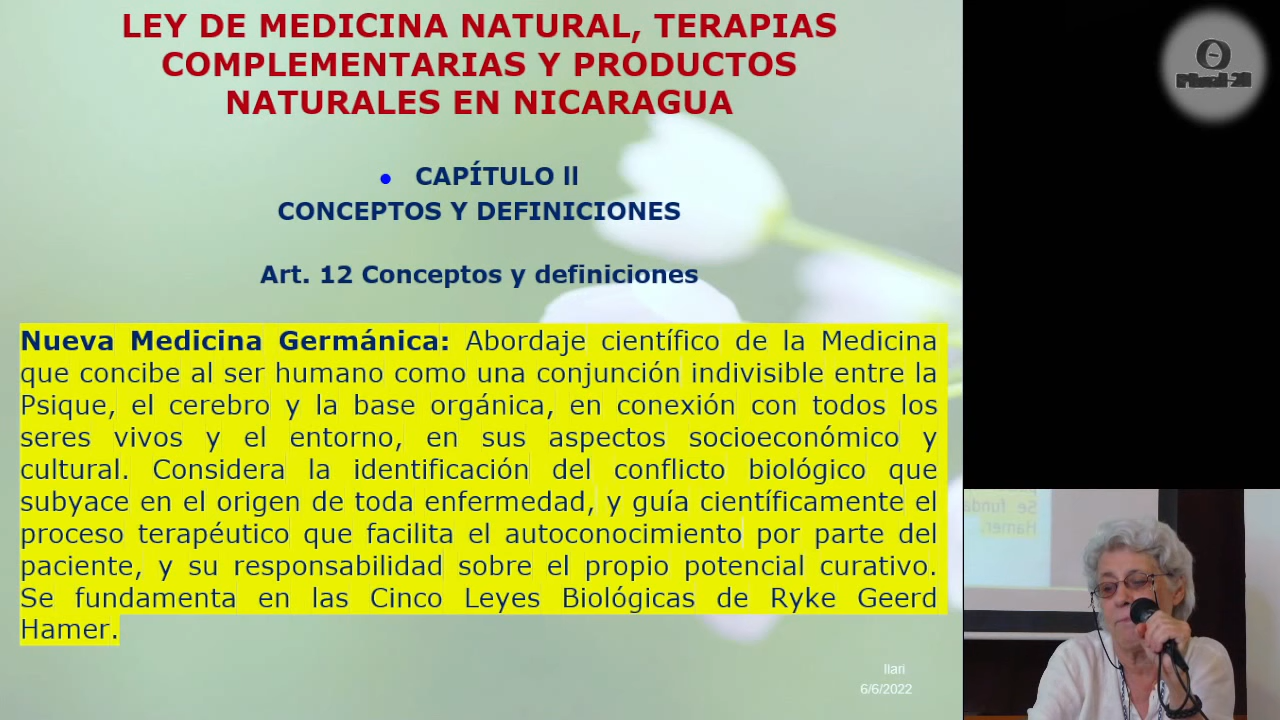 LEY DE MEDICINA NATURAL, TERAPIAS
COMPLEMENTARIAS Y PRODUCTOS
NATURALES EN NICARAGUA
• CAPÍTULO ll
CONCEPTOS Y DEFINICIONES
Art. 12 Conceptos y definiciones
Nueva Medicina Germánica: Abordaje científico de la Medicina
que concibe al ser humano como una conjunción indivisible entre la
Psique, el cerebro y la base orgánica, en conexión con todos los
seres vivos y el entorno, en sus aspectos socioeconómico y
cultural. Considera la identificación del conflicto biológico que
subyace en el origen de toda enfermedad, y guía científicamente el
proceso terapéutico que facilita el autoconocimiento por parte del
paciente, y su responsabilidad sobre el propio potencial curativo.
Se fundamenta en las Cinco Leyes Biológicas de Ryke Geerd
Hamer.
Ilari
6/6/2022
Se funda
Hamer.